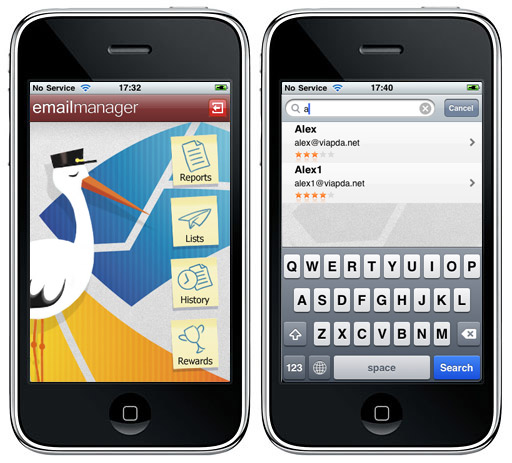 No Service 17:32
emailmanager
Reports
Lists
History
Rewards
No Service 17:40
a Cancel
Alex
alex@viapda.net
Alex1
alex1@viapda.net
Q W E R T Y U I O P
A S D F G H J K L
Z X C V B N M
123 space Search